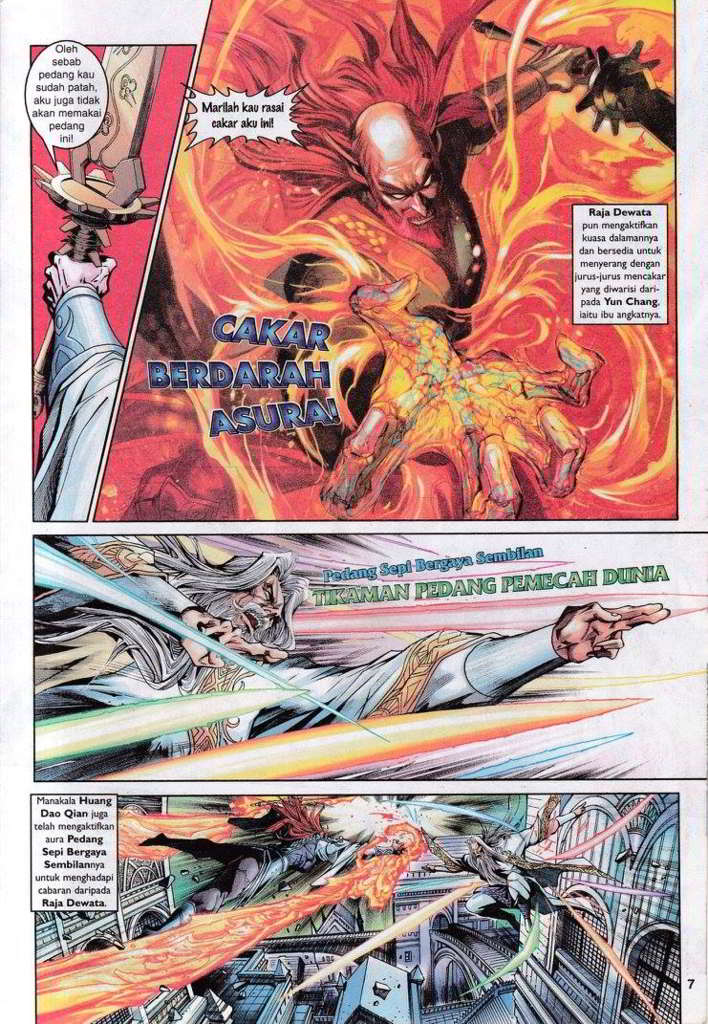 Oleh
sebab
pedang kau
sudah patah,
aku juga tidak
akan memakai
pedang
ini!
Marilah kau rasai
cakar aku ini!
Raja Dewata
pun mengaktifkan
kuasa dalamannya
dan bersedia untuk
menyerang dengan
jurus-jurus mencakar
yang diwarisi dari-
pada Yun Chang,
iaitu ibu angkatnya.
CAKAR
BERDARAH
ASURA!
Pedang Sepi Bergaya Sembilan
TIKAMAN PEDANG PEMECAH DUNIA
Manakala Huang
Dao Qian juga
telah mengaktifkan
aura Pedang
Sepi Bergaya
Sembilannya
untuk menghadapi
cabaran daripada
Raja Dewata.
7